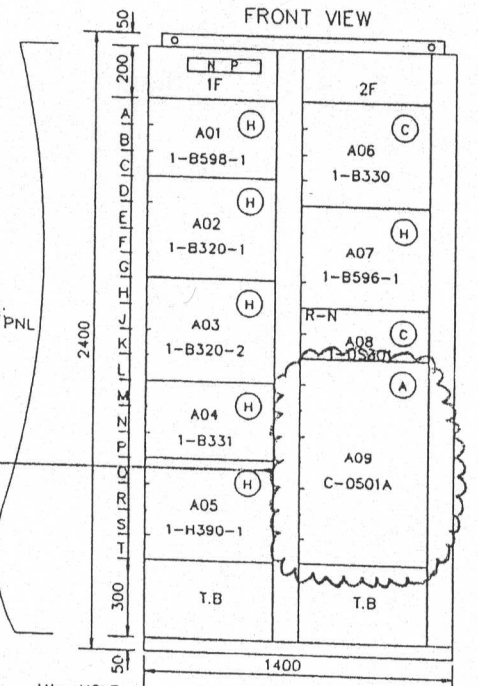 FRONT VIEW
50
200
2400
300
50
1400
PNL
A
B
C
D
E
F
G
H
J
K
L
M
N
P
Q
R
S
T
N P
1F
A01 H
1-B598-1
A02 H
1-B320-1
A03 H
1-B320-2
A04 H
1-B331
A05 H
1-H390-1
T.B
2F
A06 C
1-B330
A07 H
1-B596-1
R-N
A08 C
A09 A
C-0501A
T.B